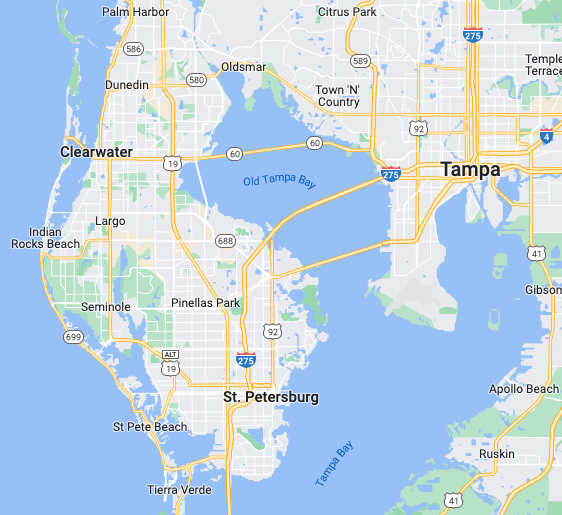 Palm Harbor
Citrus Park
275
586
589
Oldsmar
Temple
Terrace
580
Dunedin
Town 'N'
Country
92
4
60
60
Clearwater
19
275
Tampa
Old Tampa Bay
Largo
Indian
Rocks Beach
688
41
Gibson
Seminole
Pinellas Park
699
92
ALT
19
275
St. Petersburg
Apollo Beach
St Pete Beach
Tampa Bay
Ruskin
Tierra Verde
41